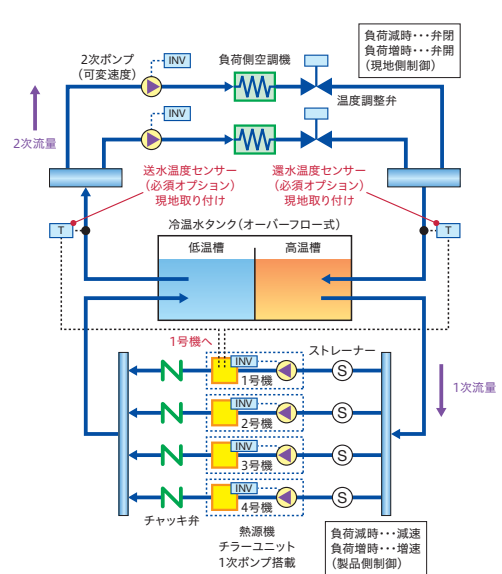 負荷減時･･･弁閉
負荷増時･･･弁開
(現地側制御)
2次ポンプ
(可変速度)
INV
負荷側空調機
温度調整弁
INV
2次流量
送水温度センサー
(必須オプション)
現地取り付け
還水温度センサー
(必須オプション)
現地取り付け
T
T
冷温水タンク(オーバーフロー式)
低温槽
高温槽
1号機へ
ストレーナー
1次流量
INV
1号機
S
INV
2号機
S
INV
3号機
S
INV
4号機
S
チャッキ弁
熱源機
チラーユニット
1次ポンプ搭載
負荷減時･･･減速
負荷増時･･･増速
(製品側制御)